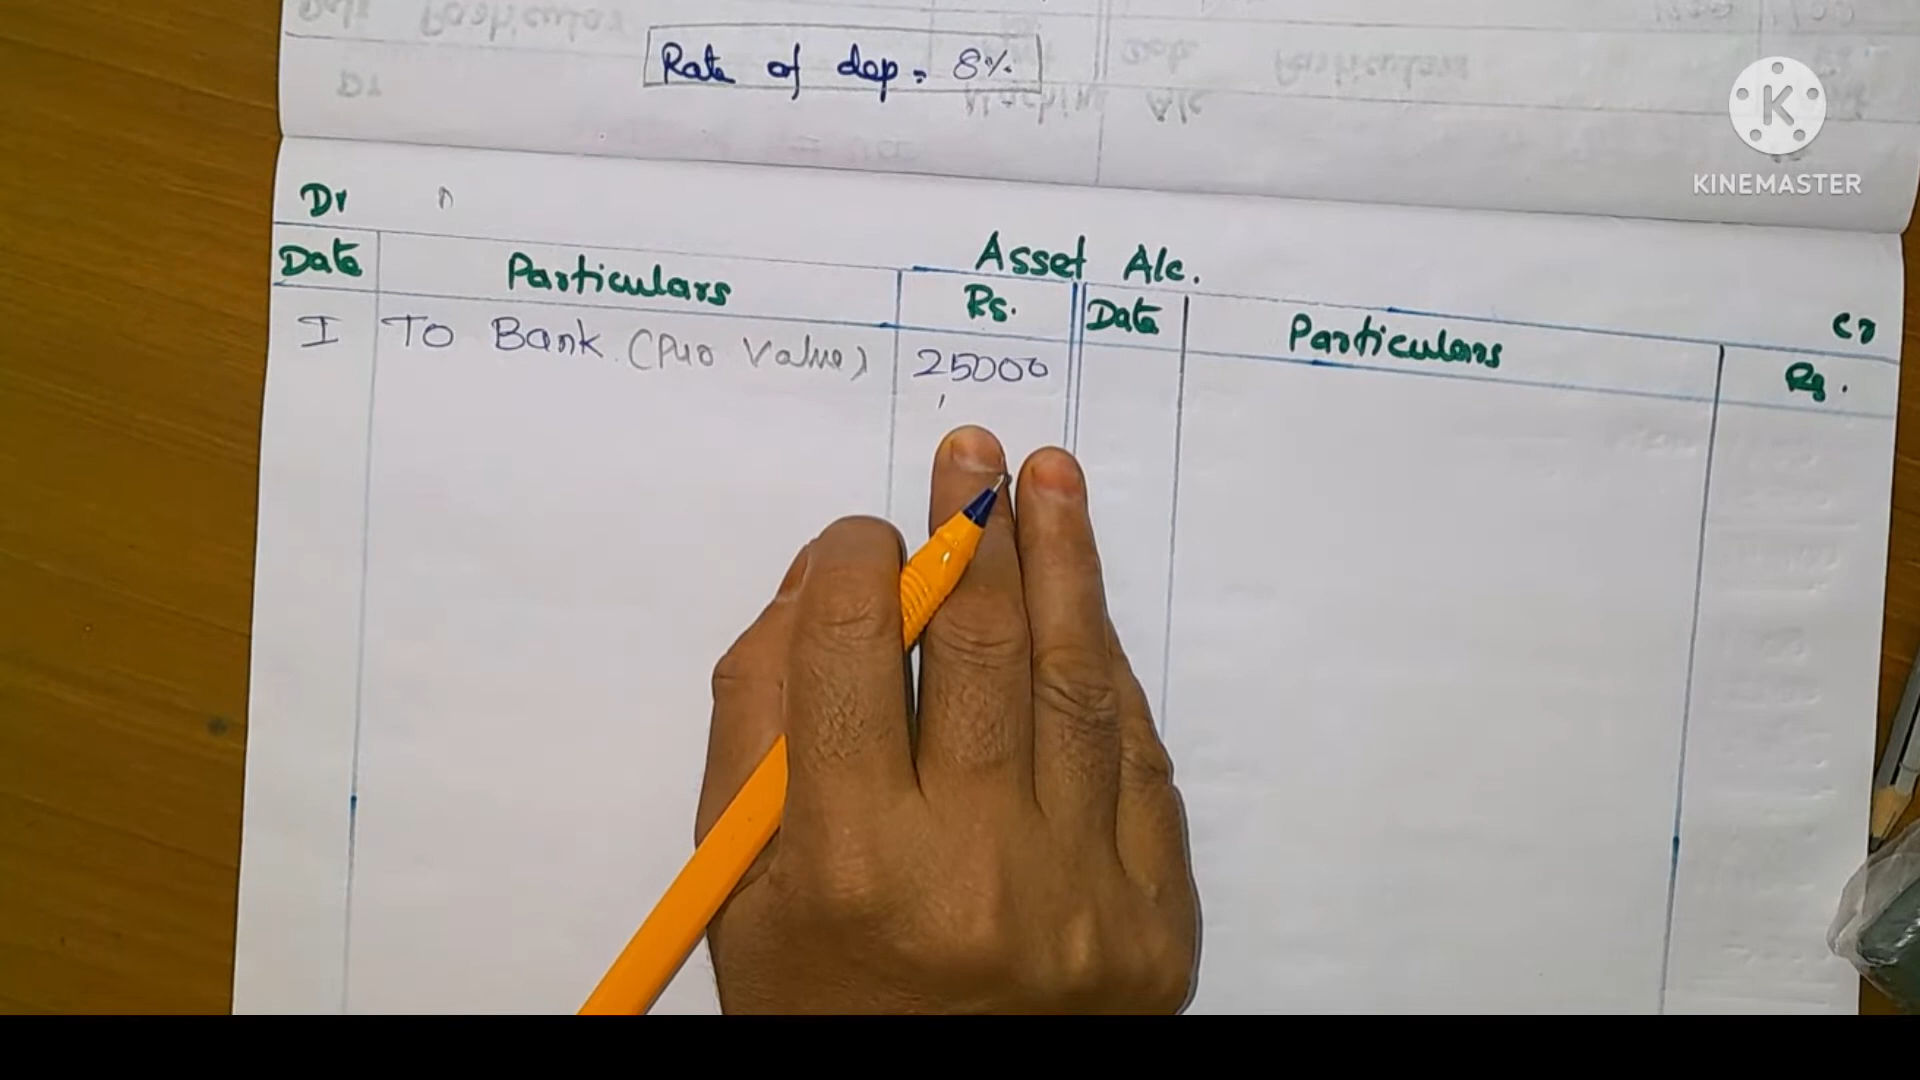 Rate of dep = 8%
KINEMASTER
Dr
Asset A/c.
Cr
Date Particulars Rs. Date Particulars Rs.
I To Bank (Pur Value) 25000